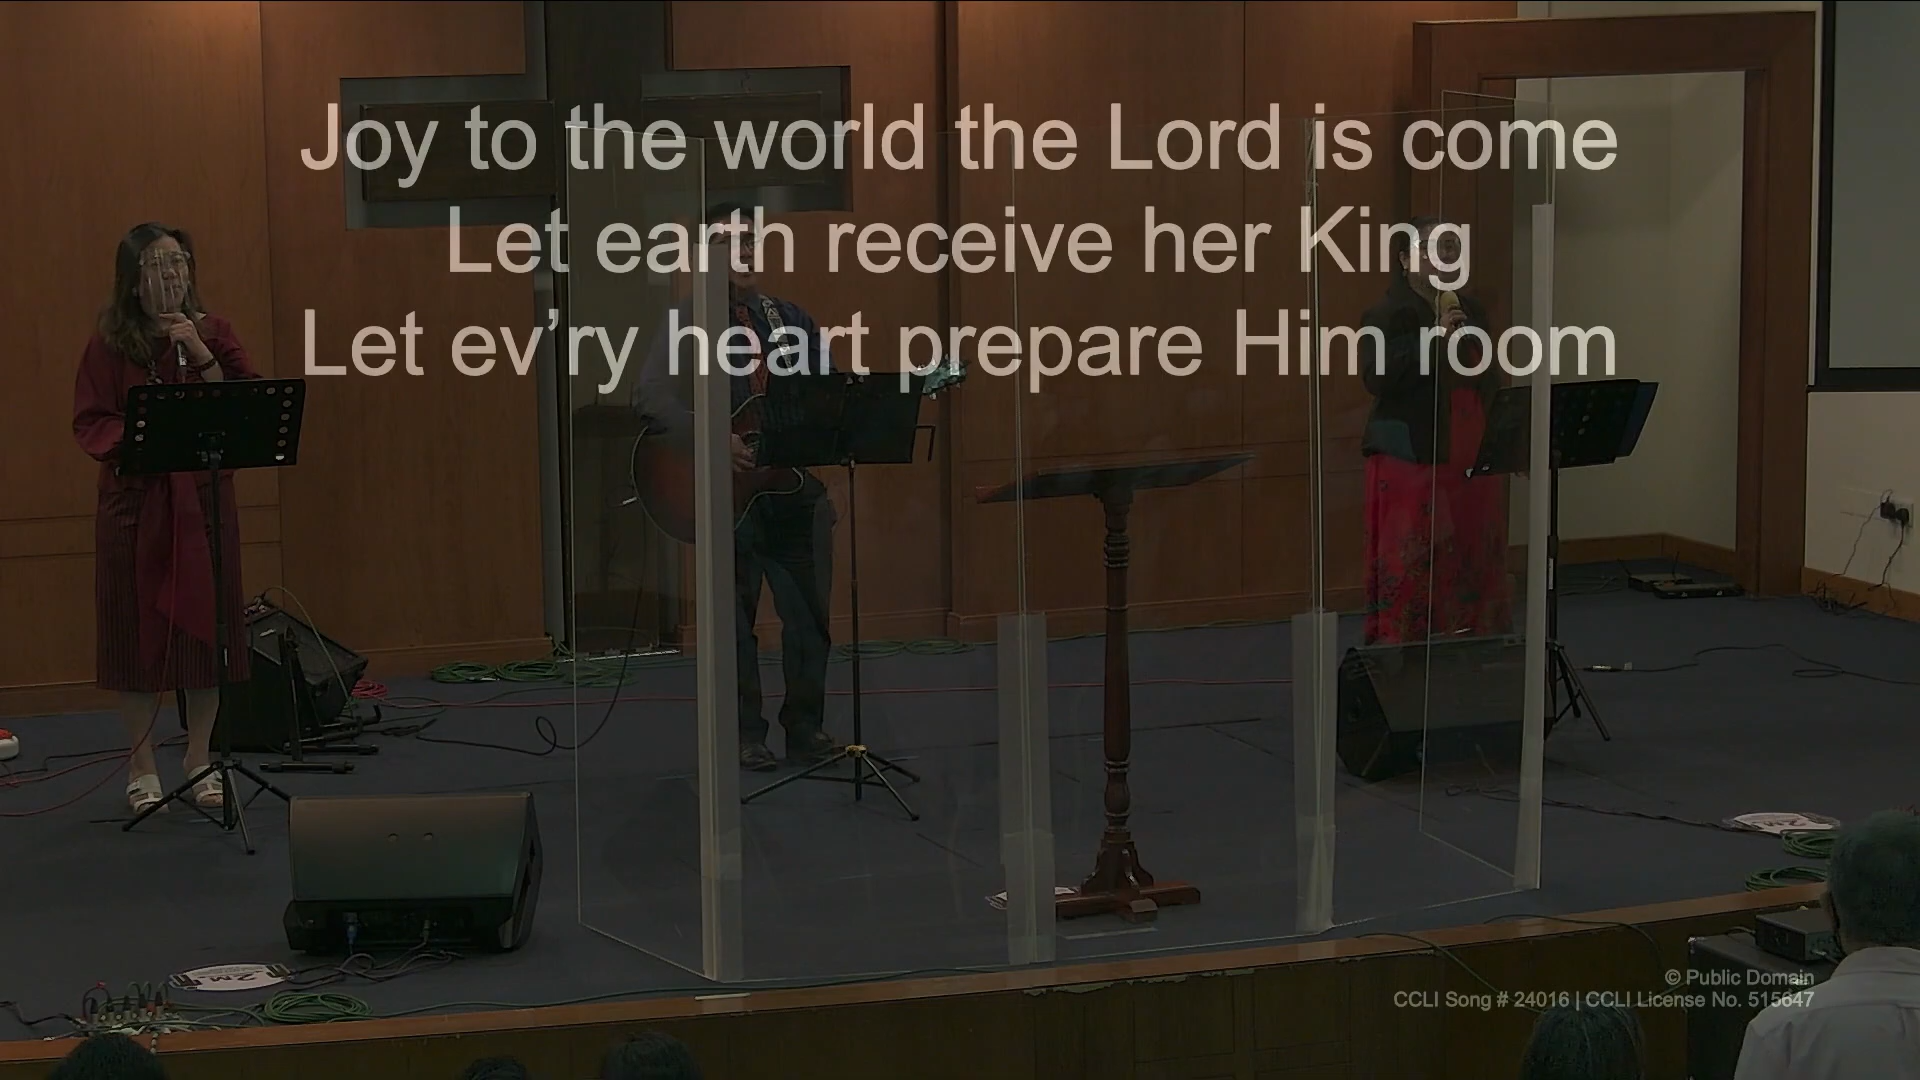 Joy to the world the Lord is come
Let earth receive her King
Let ev’ry heart prepare Him room
© Public Domain
CCLI Song # 24016 | CCLI License No. 515647